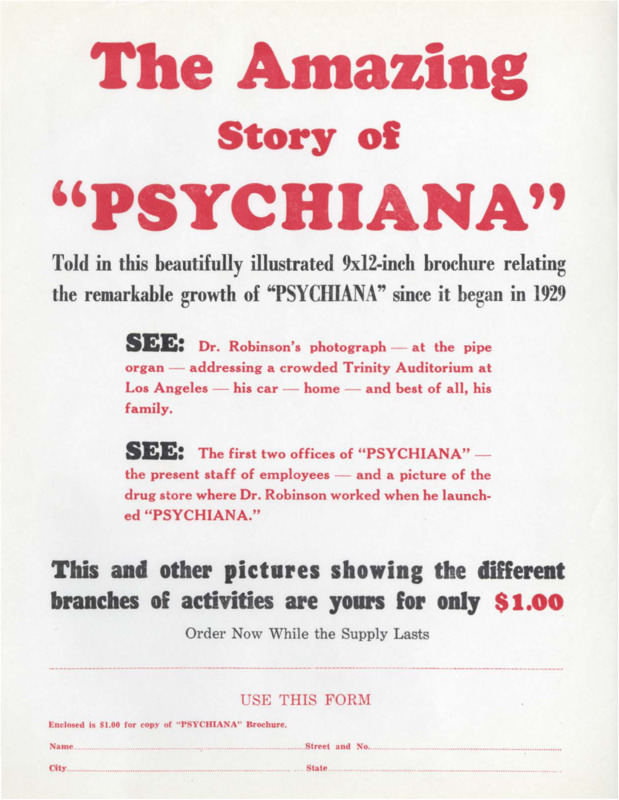 The Amazing
Story of
“PSYCHIANA”
Told in this beautifully illustrated 9x12-inch brochure relating
the remarkable growth of “PSYCHIANA” since it began in 1929
SEE: Dr. Robinson's photograph — at the pipe
organ — addressing a crowded Trinity Auditorium at
Los Angeles — his car — home — and best of all, his
family.
SEE: The first two offices of “PSYCHIANA” —
the present staff of employees — and a picture of the
drug store where Dr. Robinson worked when he launch-
ed “PSYCHIANA.”
This and other pictures showing the different
branches of activities are yours for only $1.00
Order Now While the Supply Lasts
USE THIS FORM
Enclosed is $1.00 for copy of “PSYCHIANA” Brochure.
Name Street and No.
City State